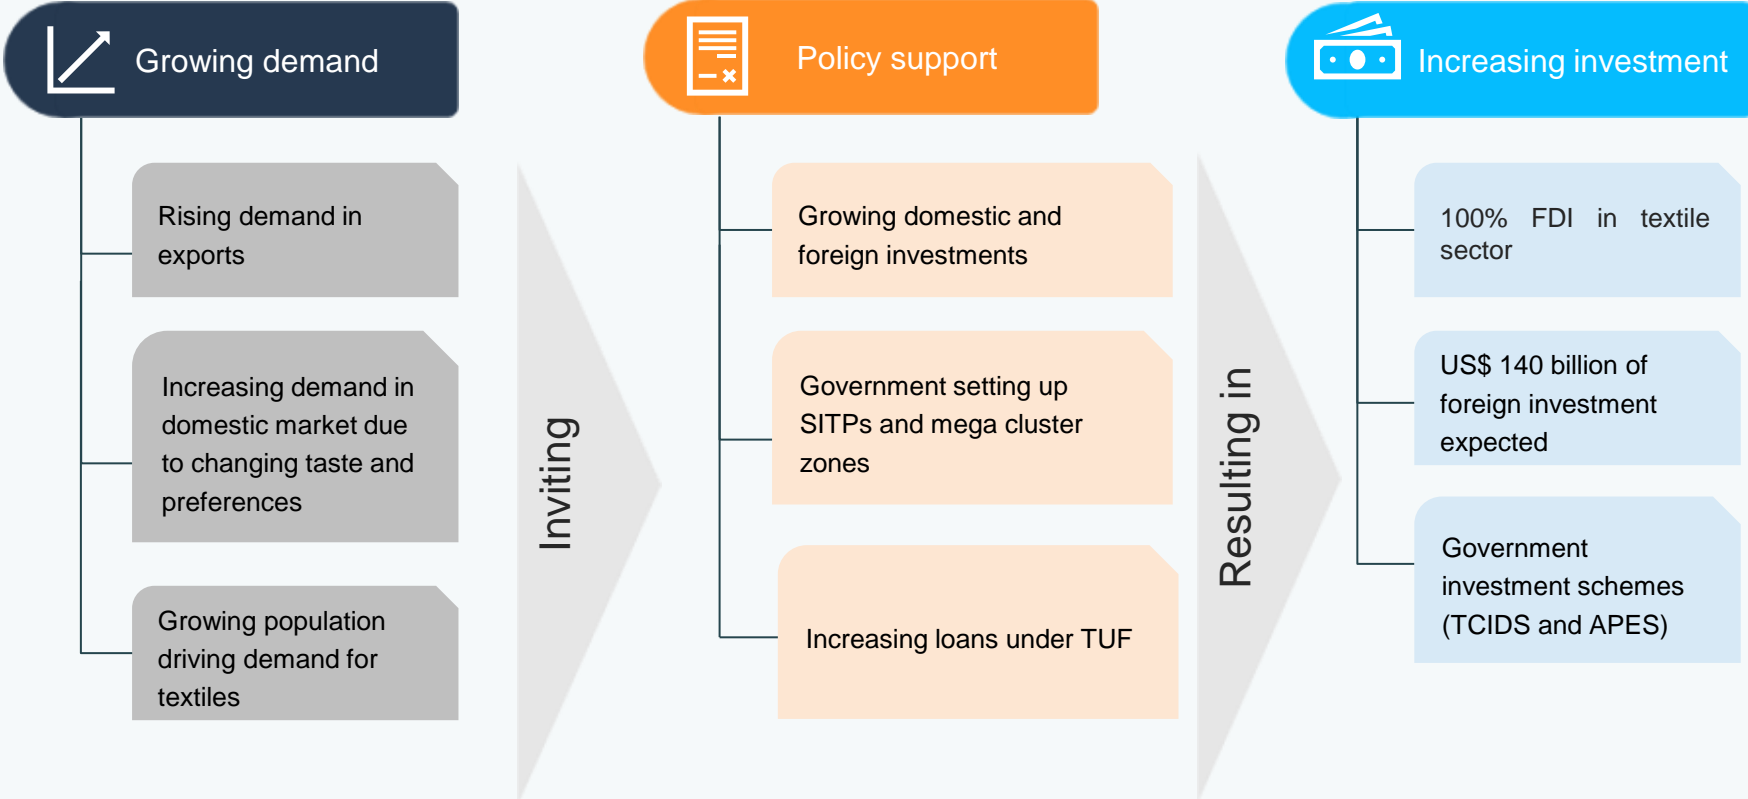 Growing demand
Rising demand in
exports
Increasing demand in
domestic market due
to changing taste and
preferences
Growing population
driving demand for
textiles
Inviting
Policy support
Growing domestic and
foreign investments
Government setting up
SITPs and mega cluster
zones
Increasing loans under TUF
Resulting in
Increasing investment
100% FDI in textile
sector
US$ 140 billion of
foreign investment
expected
Government
investment schemes
(TCIDS and APES)